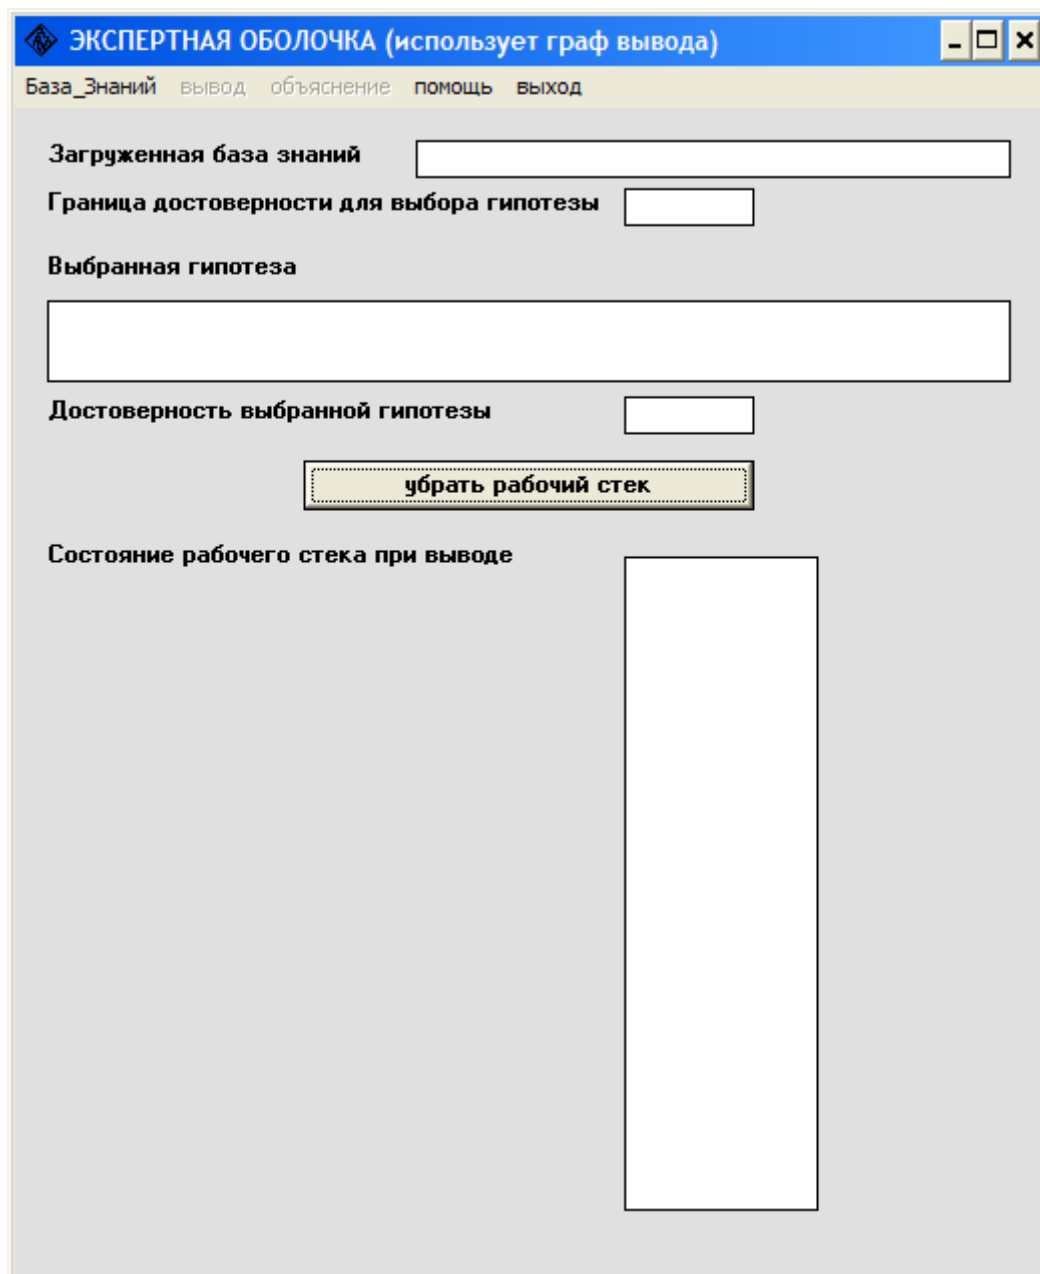 ЭКСПЕРТНАЯ ОБОЛОЧКА (использует граф вывода)
База_Знаний вывод объяснение помощь выход
Загруженная база знаний
Граница достоверности для выбора гипотезы
Выбранная гипотеза
Достоверность выбранной гипотезы
убрать рабочий стек
Состояние рабочего стека при выводе